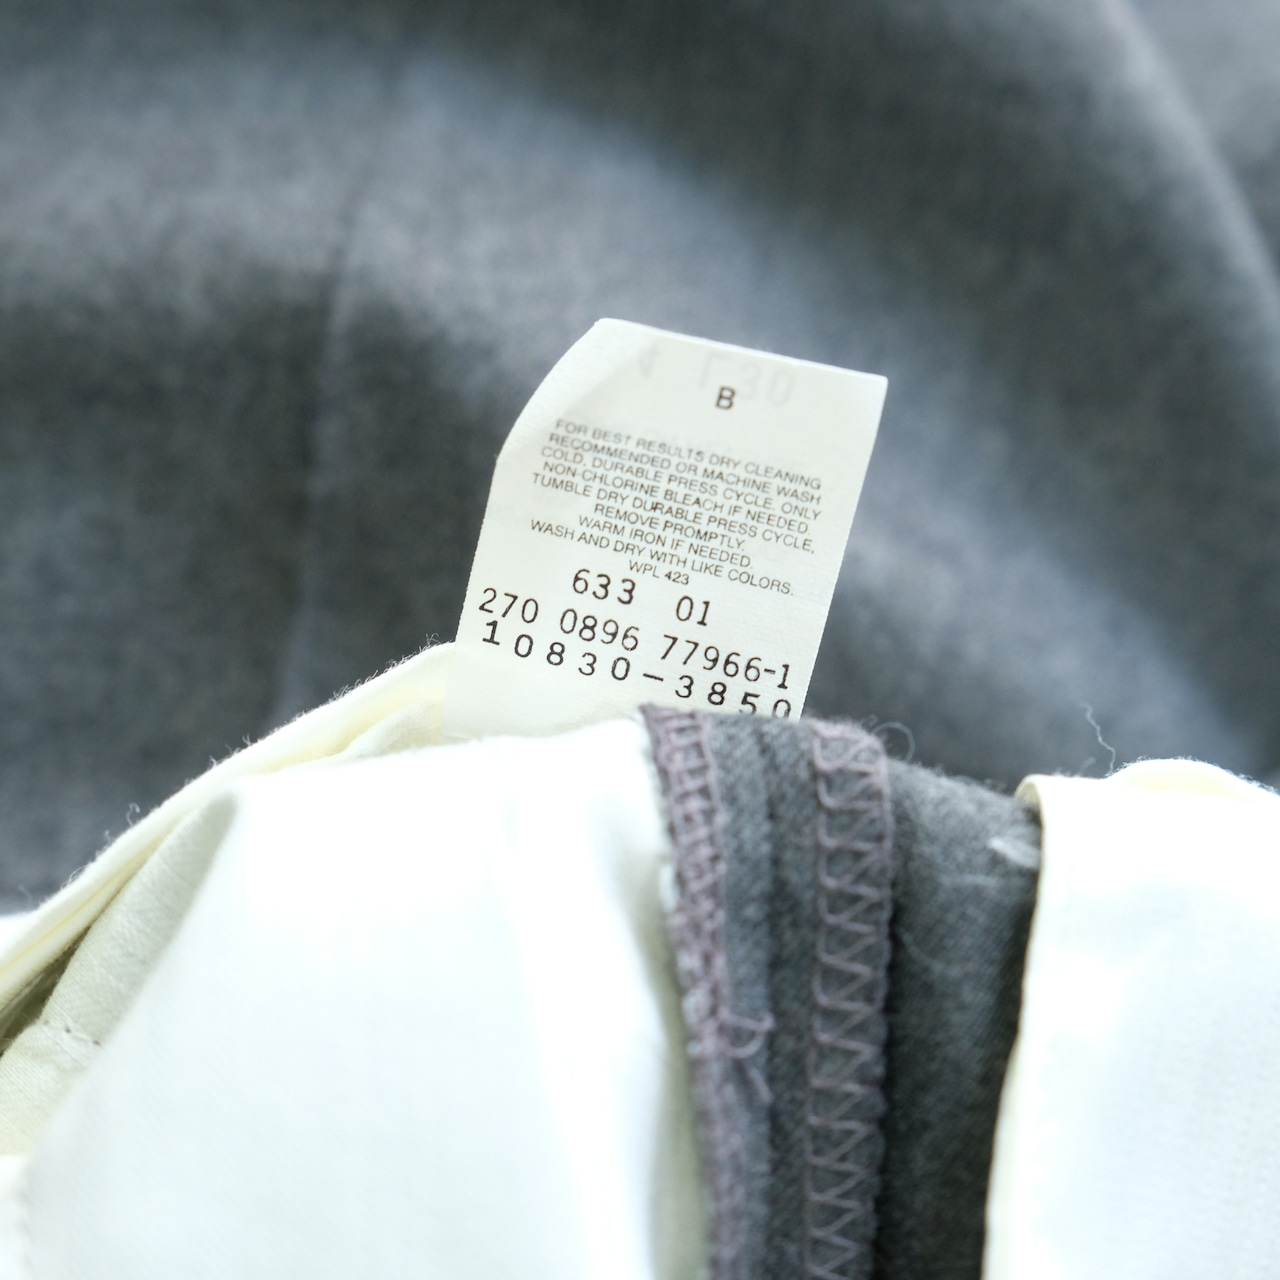 B
FOR BEST RESULTS DRY CLEANING
RECOMMENDED OR MACHINE WASH
COLD, DURABLE PRESS CYCLE. ONLY
NON-CHLORINE BLEACH IF NEEDED.
TUMBLE DRY DURABLE PRESS CYCLE,
REMOVE PROMPTLY.
WARM IRON IF NEEDED.
WASH AND DRY WITH LIKE COLORS.
WPL 423
633 01
270 0896 77966-1
10830-3850